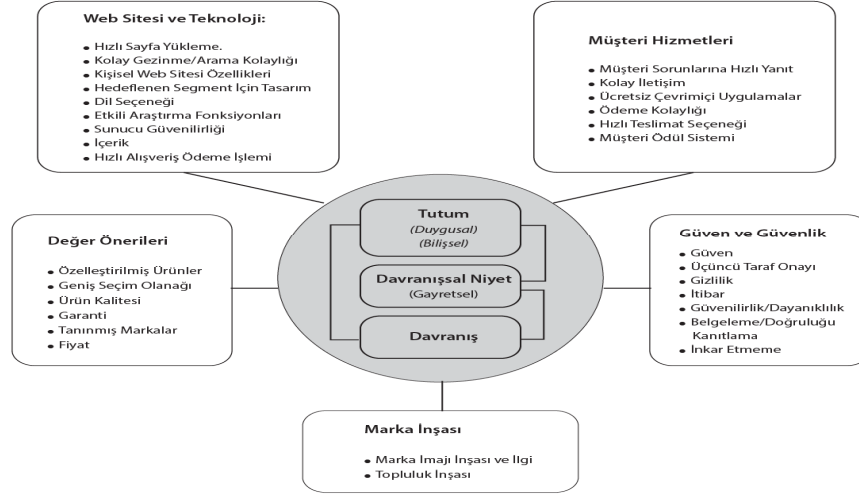 Web Sitesi ve Teknoloji:
• Hızlı Sayfa Yükleme.
• Kolay Gezinme/Arama Kolaylığı
• Kişisel Web Sitesi Özellikleri
• Hedeflenen Segment İçin Tasarım
• Dil Seçeneği
• Etkili Araştırma Fonksiyonları
• Sunucu Güvenilirliği
• İçerik
• Hızlı Alışveriş Ödeme İşlemi
Müşteri Hizmetleri
• Müşteri Sorunlarına Hızlı Yanıt
• Kolay İletişim
• Ücretsiz Çevrimiçi Uygulamalar
• Ödeme Kolaylığı
• Hızlı Teslimat Seçeneği
• Müşteri Ödül Sistemi
Tutum
(Duygusal)
(Bilişsel)
Davranışsal Niyet
(Gayretsel)
Davranış
Değer Önerileri
• Özelleştirilmiş Ürünler
• Geniş Seçim Olanağı
• Ürün Kalitesi
• Garanti
• Tanınmış Markalar
• Fiyat
Güven ve Güvenlik
• Güven
• Üçüncü Taraf Onayı
• Gizlilik
• İtibar
• Güvenilirlik/Dayanıklılık
• Belgeleme/Doğruluğu
Kanıtlama
• İnkar Etmeme
Marka İnşası
• Marka İmajı İnşası ve İlgi
• Topluluk İnşası